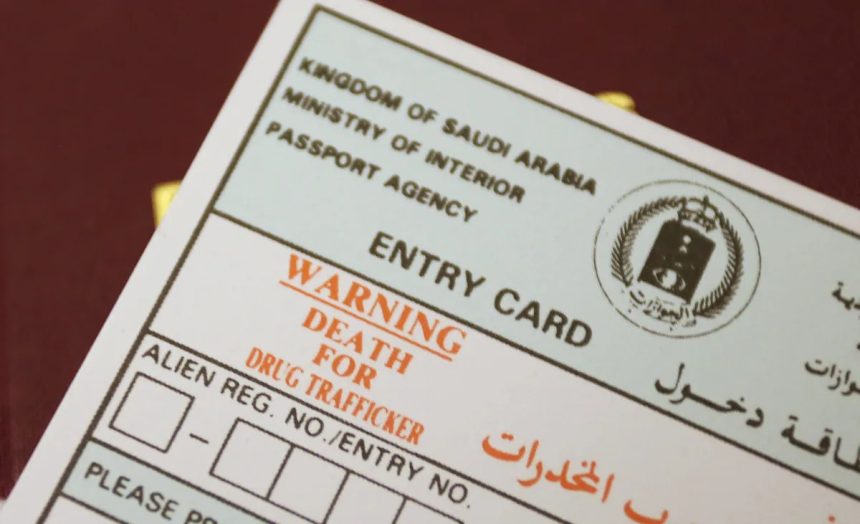 KINGDOM OF SAUDI ARABIA
MINISTRY OF INTERIOR
PASSPORT AGENCY
ENTRY CARD
الجوازات
دخول
WARNING
DEATH
FOR
DRUG TRAFFICKER
المخدرات
ALIEN REG. NO./ENTRY NO.
PLEASE